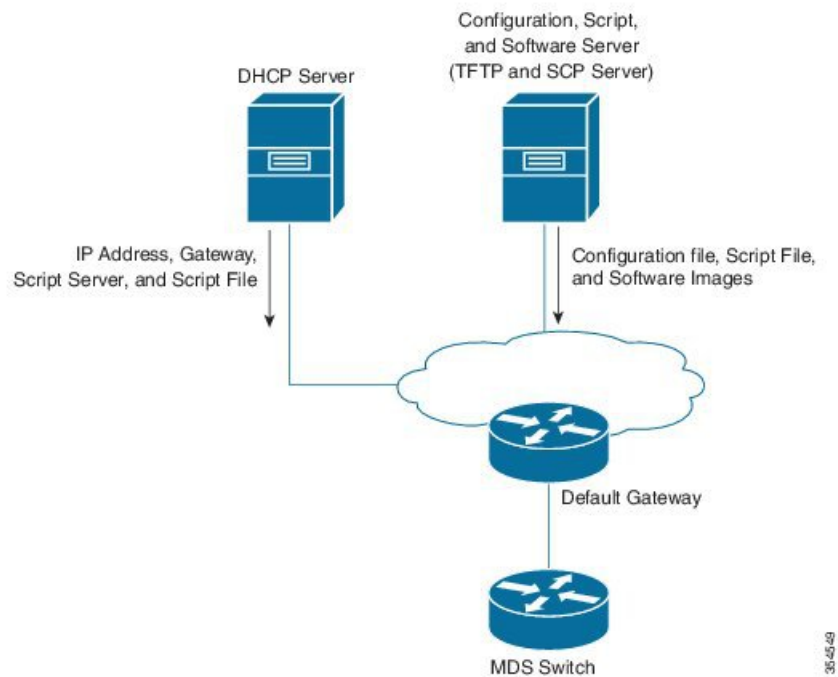 Configuration, Script,
and Software Server
(TFTP and SCP Server)
DHCP Server
IP Address, Gateway,
Script Server, and Script File
Configuration file, Script File,
and Software Images
Default Gateway
MDS Switch
354549